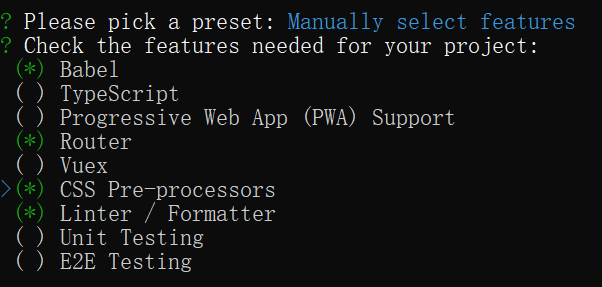 ? Please pick a preset: Manually select features
? Check the features needed for your project:
(*) Babel
( ) TypeScript
( ) Progressive Web App (PWA) Support
(*) Router
( ) Vuex
>(*) CSS Pre-processors
(*) Linter / Formatter
( ) Unit Testing
( ) E2E Testing